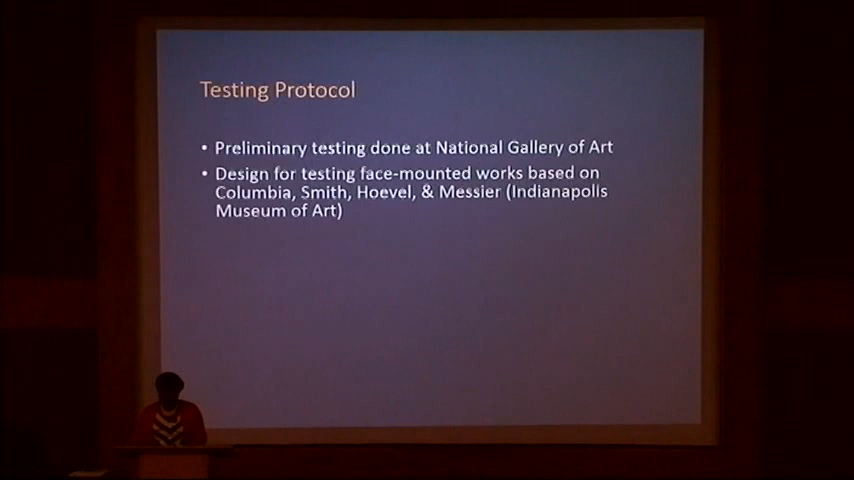 Testing Protocol
• Preliminary testing done at National Gallery of Art
• Design for testing face-mounted works based on
Columbia, Smith, Hoevel, & Messier (Indianapolis
Museum of Art)